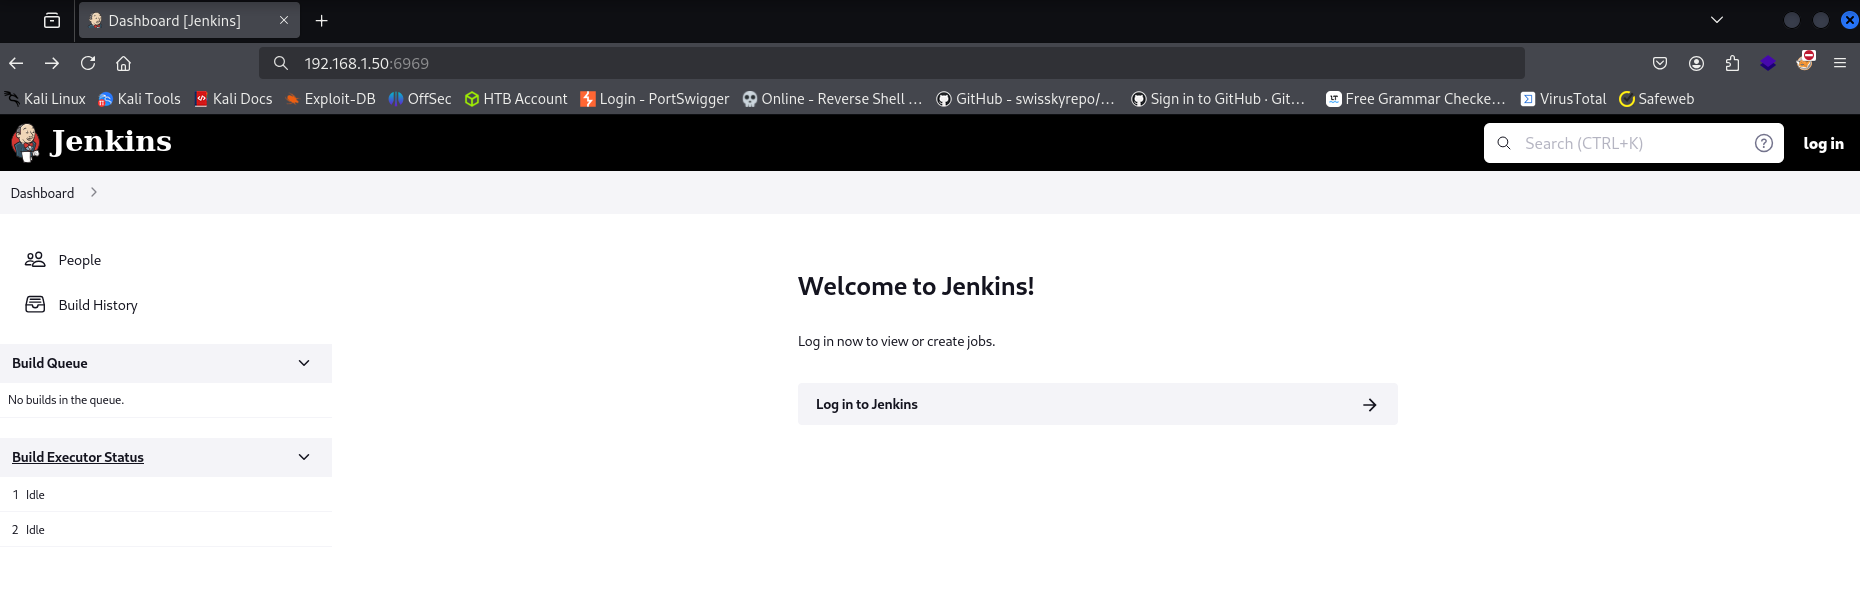 Dashboard [Jenkins]
192.168.1.50:6969
Kali Linux Kali Tools Kali Docs Exploit-DB OffSec HTB Account Login - PortSwigger Online - Reverse Shell ... GitHub - swisskyrepo/... Sign in to GitHub · Git... Free Grammar Checke... VirusTotal Safeweb
Jenkins Search (CTRL+K) log in
Dashboard
People
Build History
Build Queue
No builds in the queue.
Build Executor Status
1 Idle
2 Idle
Welcome to Jenkins!
Log in now to view or create jobs.
Log in to Jenkins